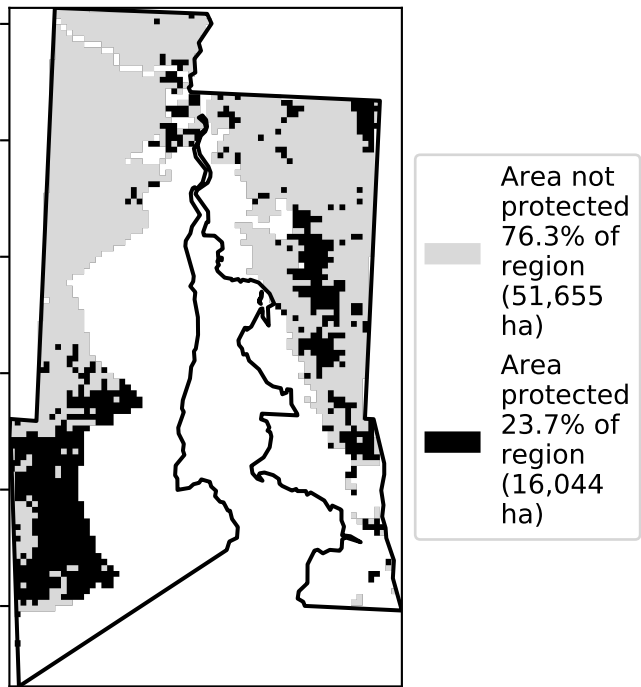 Area not
protected
76.3% of
region
(51,655
ha)
Area
protected
23.7% of
region
(16,044
ha)